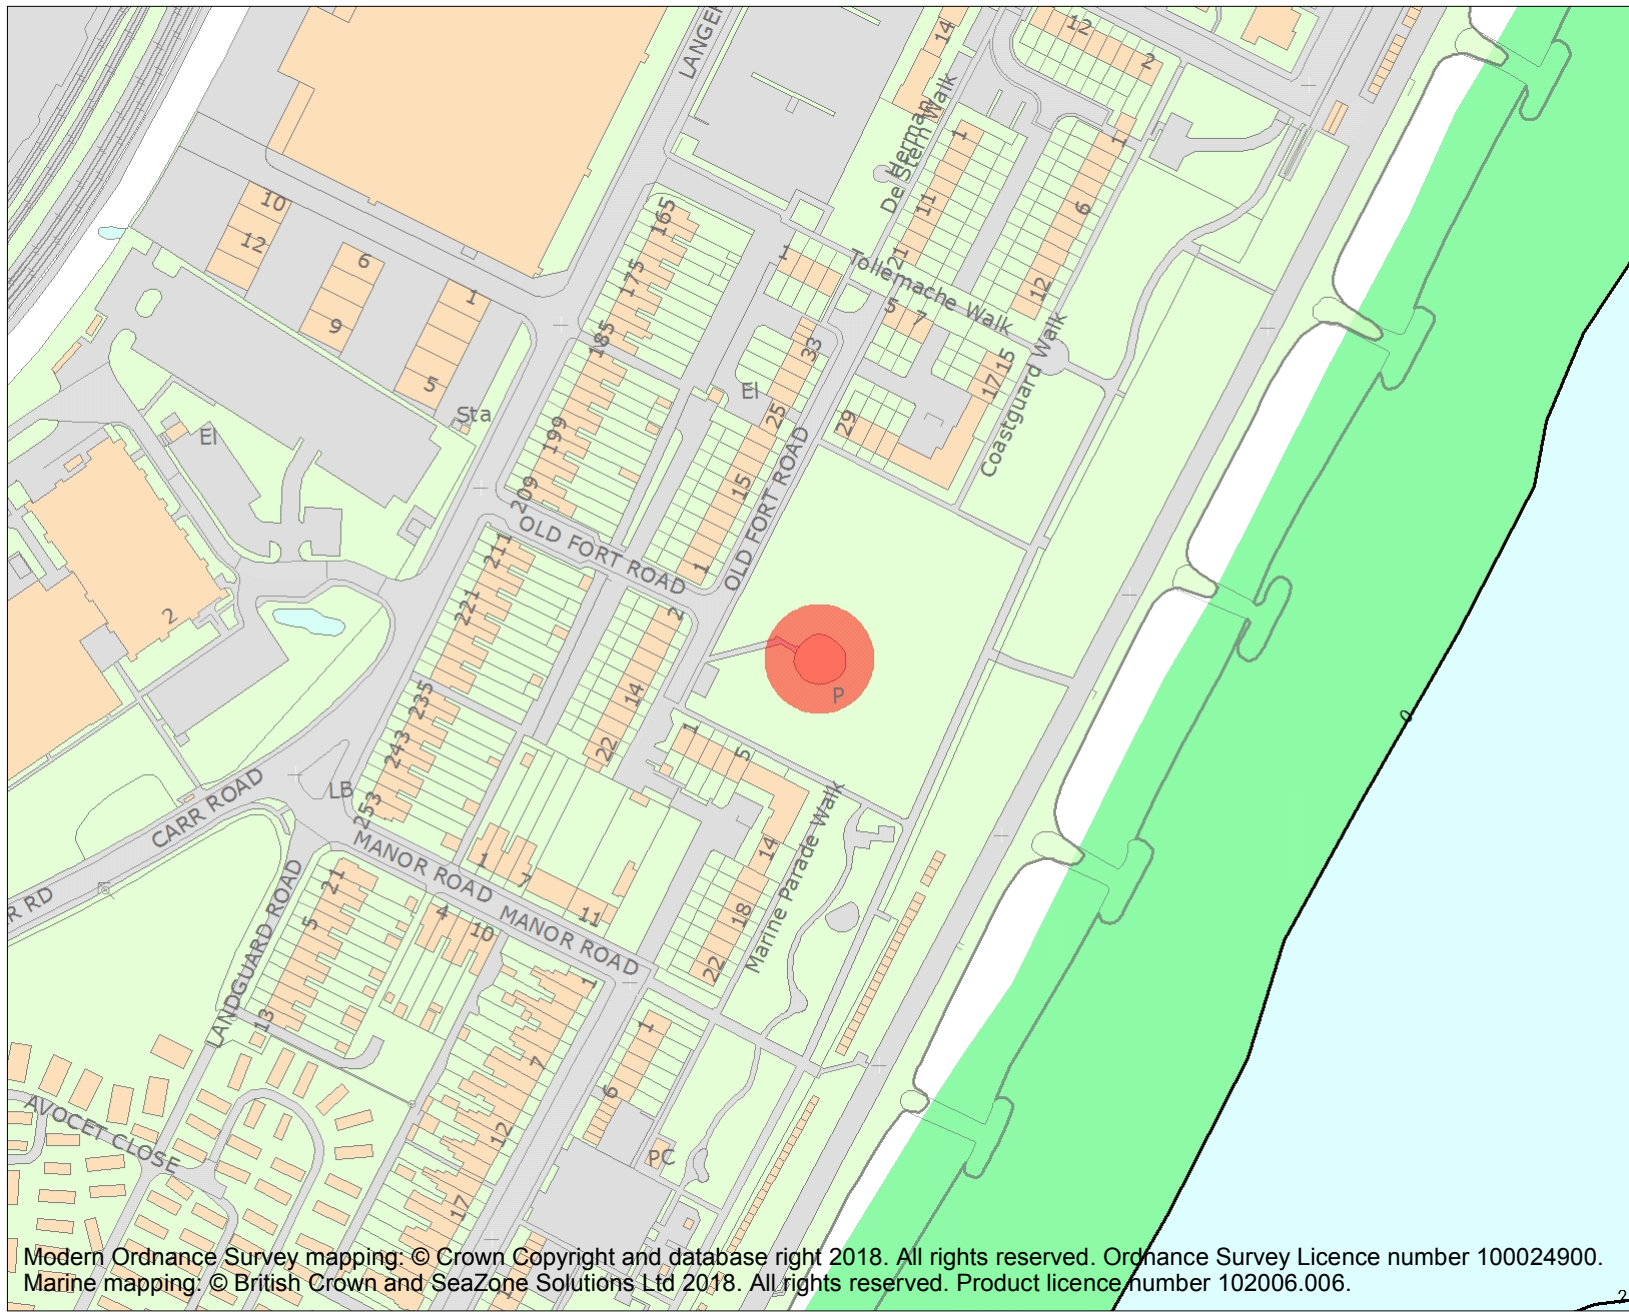 LANGER
14
12
2
Herman
De Stern Walk
1
1
10
12
165
11
6
6
175
1
21
Tollemache Walk
12
1
9
185
33
5
7
Coastguard Walk
15
17
5
Sta
El
25
29
El
199
15
OLD FORT ROAD
209
OLD FORT ROAD
211
1
221
2
2
235
14
P
0
243
22
1
5
Marine Parade Walk
LB
253
CARR ROAD
MANOR ROAD
1
7
14
R RD
LANDGUARD ROAD
21
5
4
10
MANOR ROAD
11
18
22
13
1
1
7
6
12
AVOCET CLOSE
PC
17
Modern Ordnance Survey mapping: © Crown Copyright and database right 2018. All rights reserved. Ordnance Survey Licence number 100024900.
Marine mapping: © British Crown and SeaZone Solutions Ltd 2018. All rights reserved. Product licence number 102006.006.
2